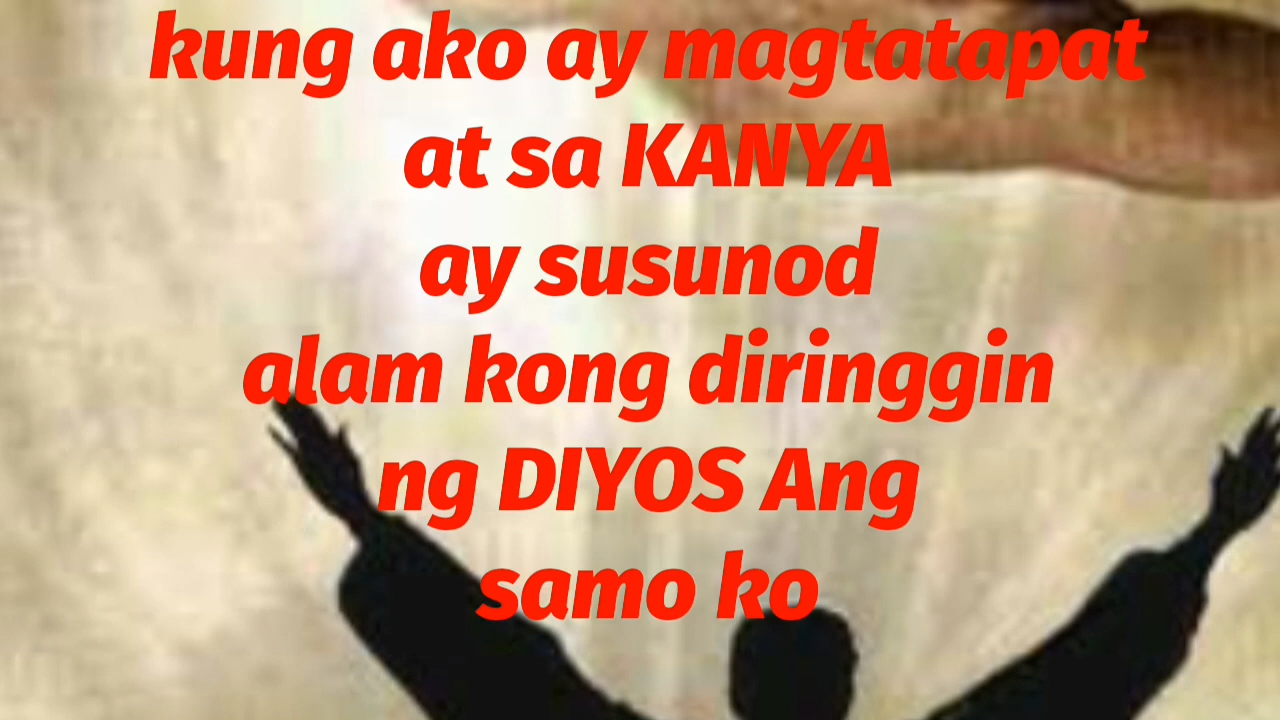 kung ako ay magtatapat
at sa KANYA
ay susunod
alam kong diringgin
ng DIYOS Ang
samo ko